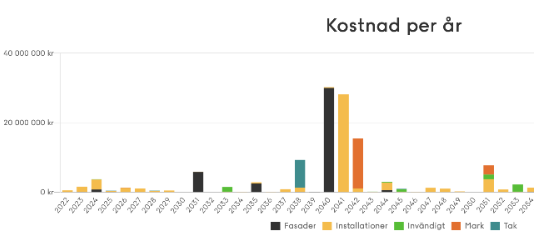 Kostnad per år
40 000 000 kr
20 000 000 kr
0 kr
2022 2024 2025 2026 2027 2028 2029 2030 2031 2032 2033 2034 2035 2036 2037 2038 2039 2040 2041 2042 2043 2044 2045 2046 2047 2048 2049 2050 2051 2052 2053 2054
Fasader Installationer Invändigt Mark Tak